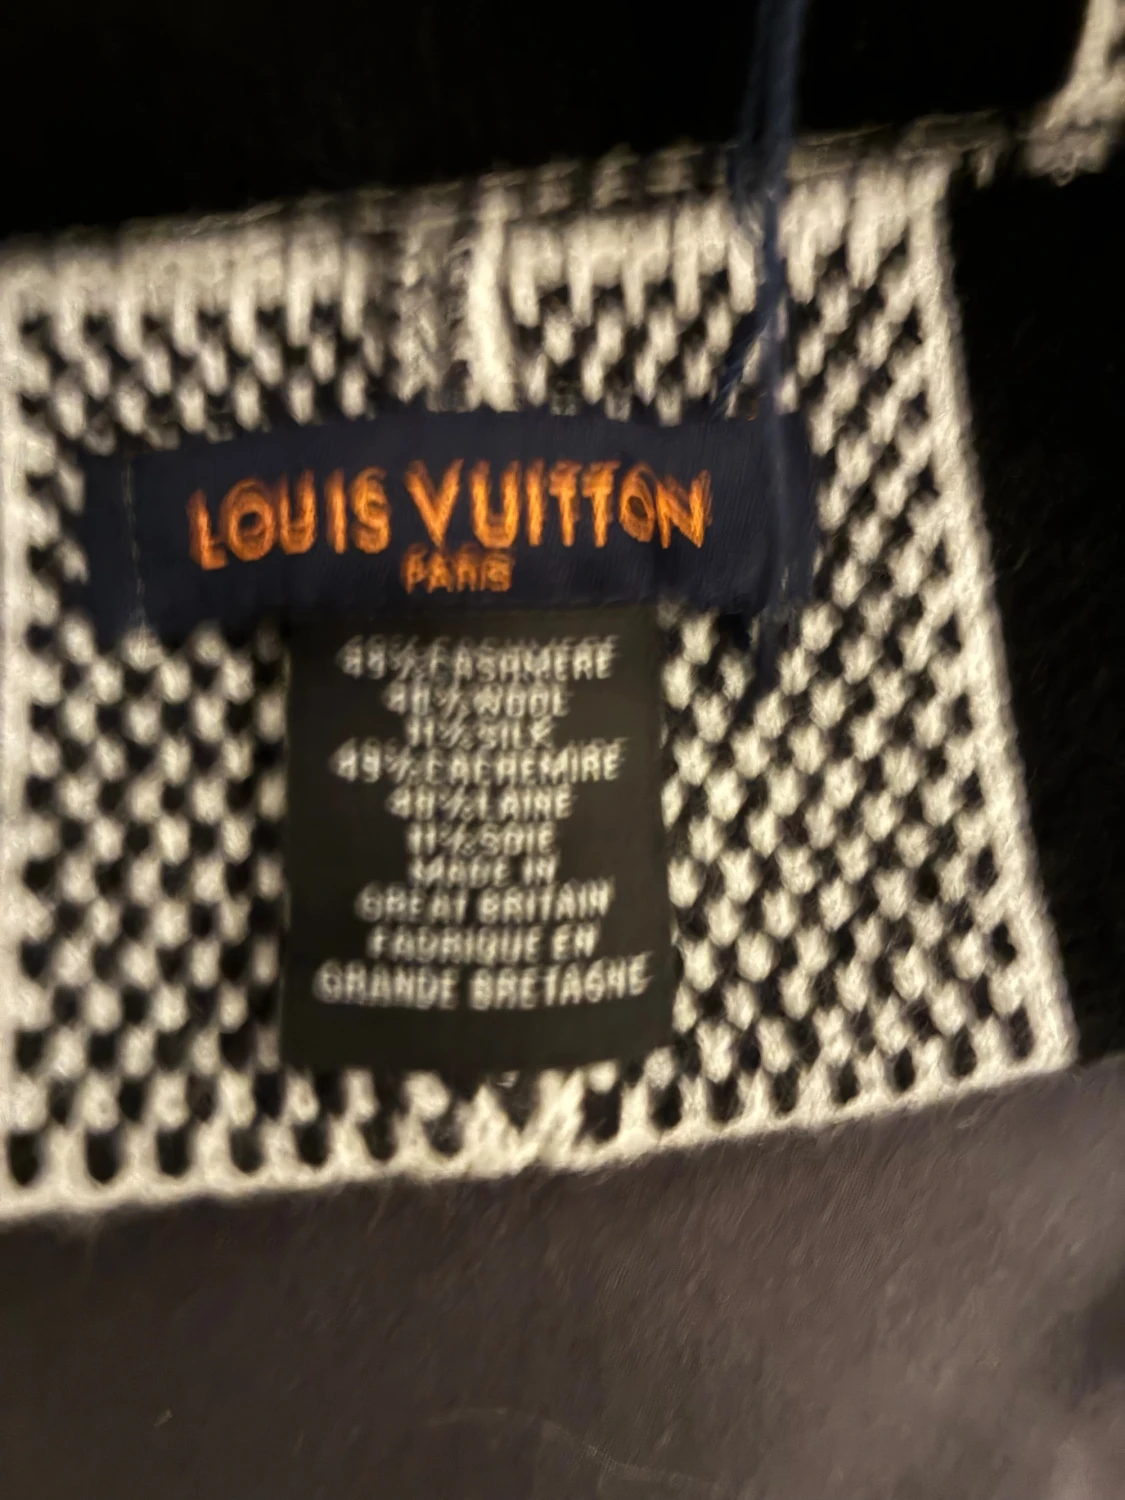 LOUIS VUITTON
PARIS
49% CASHMERE
40% WOOL
11% SILK
49% CACHEMIRE
40% LAINE
11% SOIE
MADE IN
GREAT BRITAIN
FABRIQUE EN
GRANDE BRETAGNE